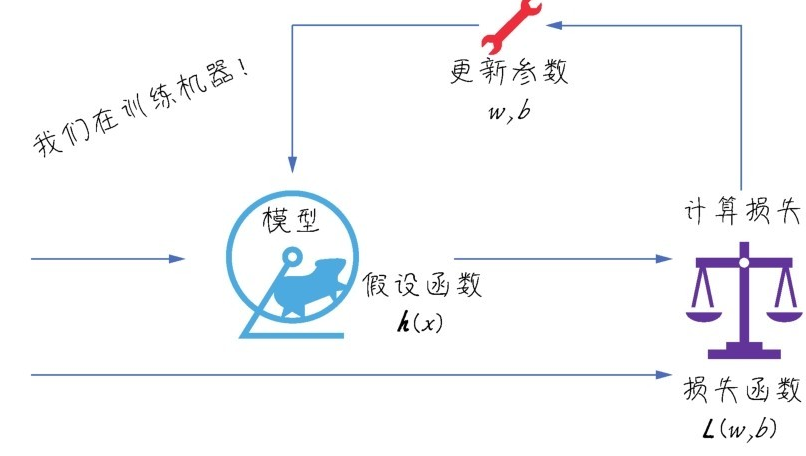 更新参数
w,b
我们在训练机器!
模型
计算损失
假设函数
h(x)
损失函数
L(w,b)